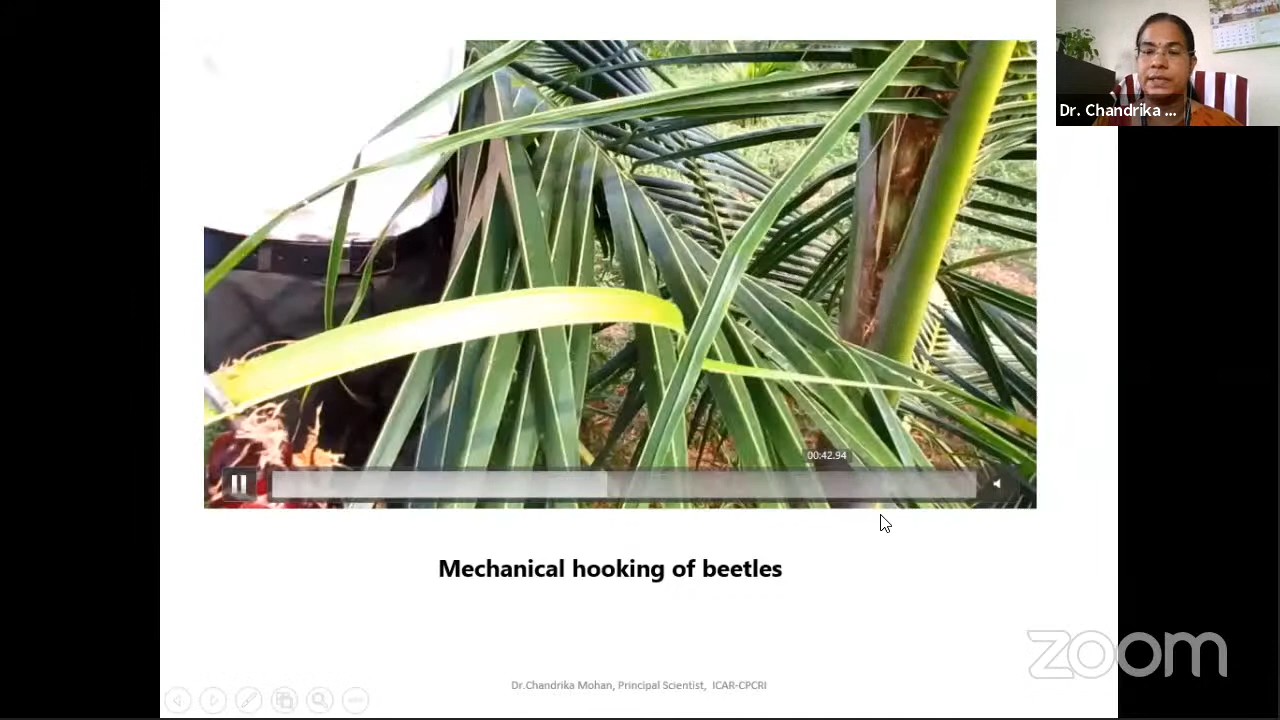 Dr. Chandrika ...
00:42.94
Mechanical hooking of beetles
zoom
Dr.Chandrika Mohan, Principal Scientist, ICAR-CPCRI